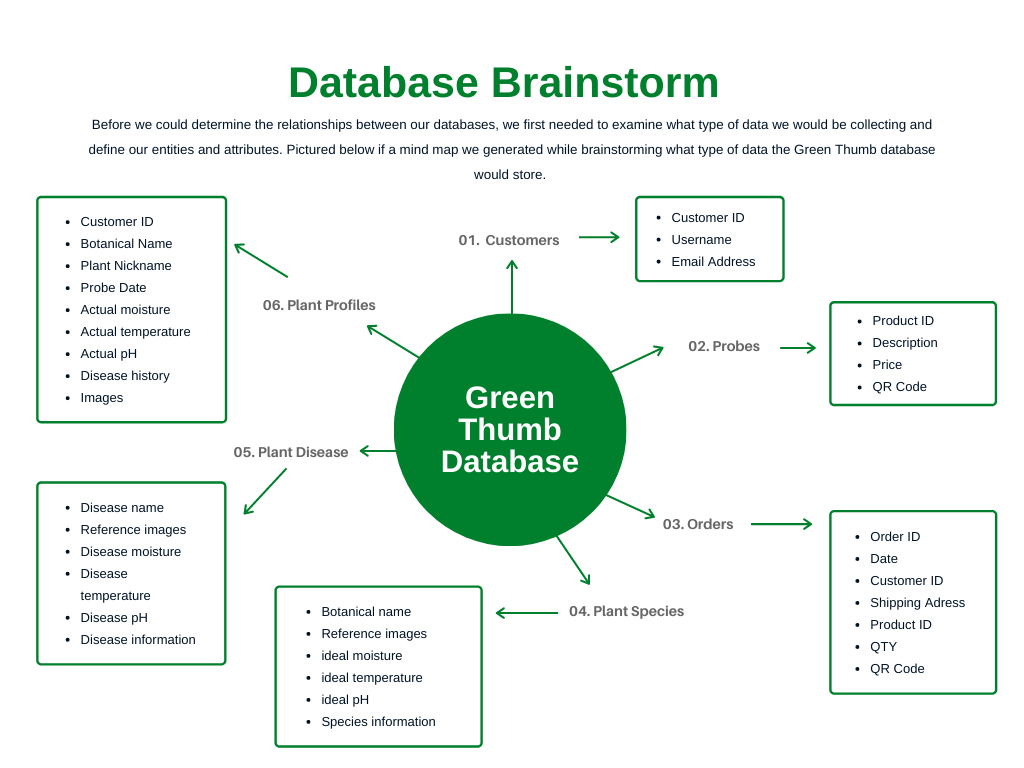 Database Brainstorm
Before we could determine the relationships between our databases, we first needed to examine what type of data we would be collecting and
define our entities and attributes. Pictured below if a mind map we generated while brainstorming what type of data the Green Thumb database
would store.
01. Customers
• Customer ID
• Username
• Email Address
02. Probes
• Product ID
• Description
• Price
• QR Code
03. Orders
• Order ID
• Date
• Customer ID
• Shipping Adress
• Product ID
• QTY
• QR Code
04. Plant Species
• Botanical name
• Reference images
• ideal moisture
• ideal temperature
• ideal pH
• Species information
05. Plant Disease
• Disease name
• Reference images
• Disease moisture
• Disease
temperature
• Disease pH
• Disease information
06. Plant Profiles
• Customer ID
• Botanical Name
• Plant Nickname
• Probe Date
• Actual moisture
• Actual temperature
• Actual pH
• Disease history
• Images
Green
Thumb
Database